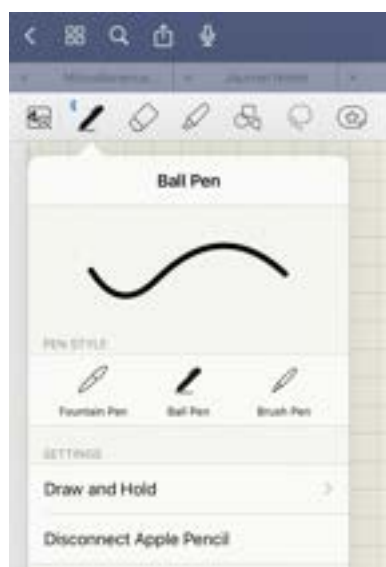 Ball Pen
PEN STYLE
Fountain Pen Ball Pen Brush Pen
SETTINGS
Draw and Hold
Disconnect Apple Pencil